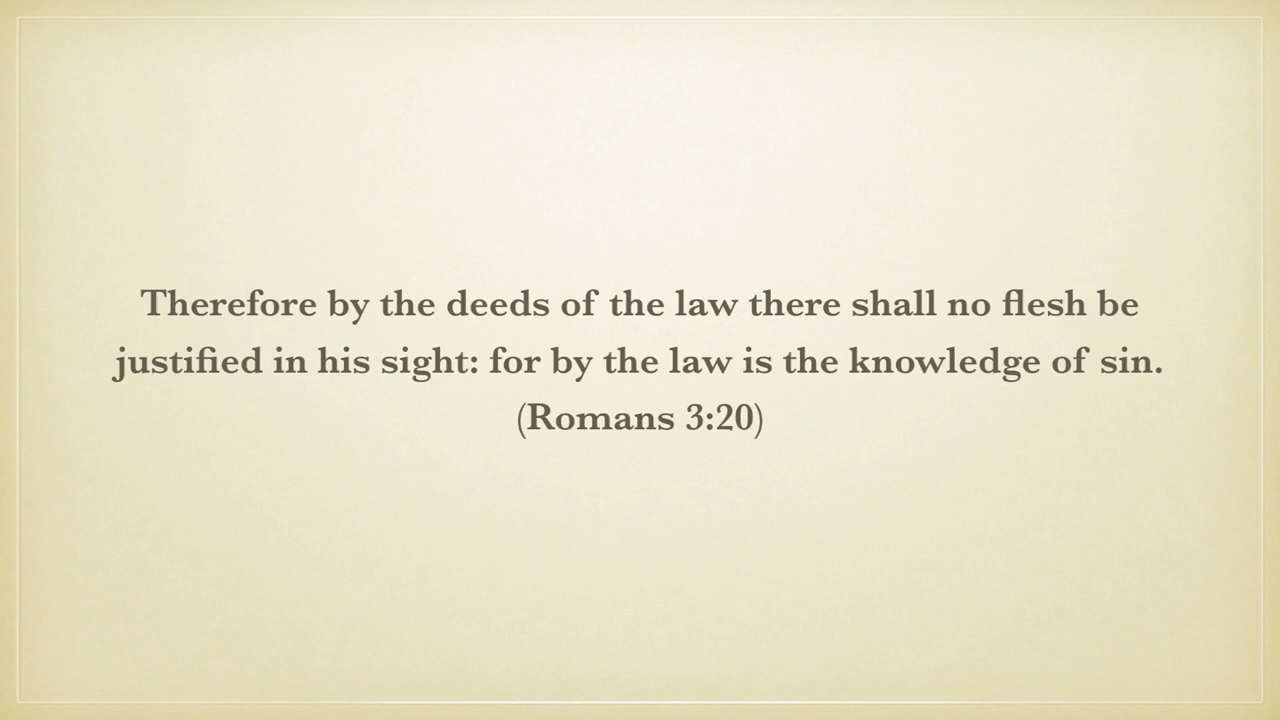 Therefore by the deeds of the law there shall no flesh be
justified in his sight: for by the law is the knowledge of sin.
(Romans 3:20)